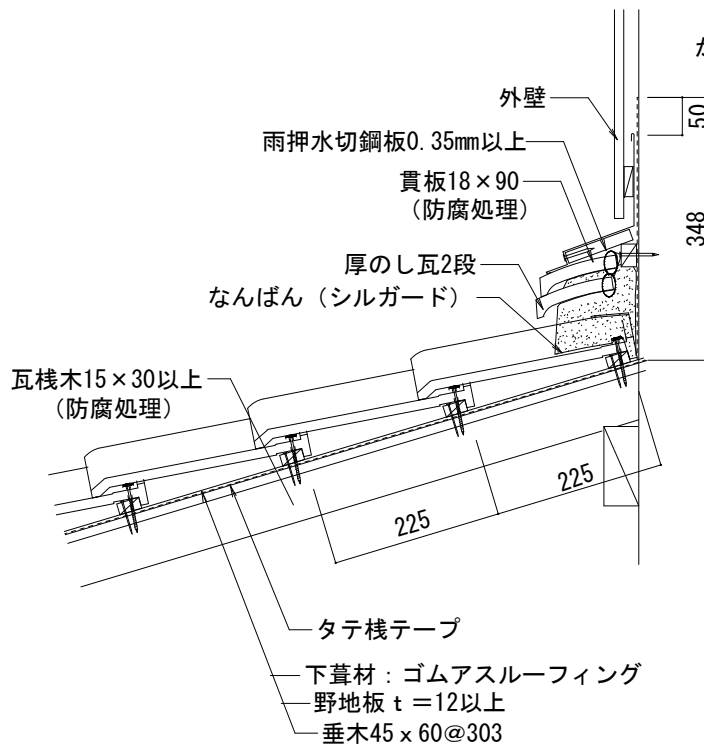 外壁
50
雨押水切鋼板0.35mm以上
貫板18×90
（防腐処理）
348
厚のし瓦2段
なんばん（シルガード）
瓦桟木15×30以上
（防腐処理）
225
225
タテ桟テープ
下葺材：ゴムアスルーフィング
野地板ｔ＝12以上
垂木45ｘ60@303